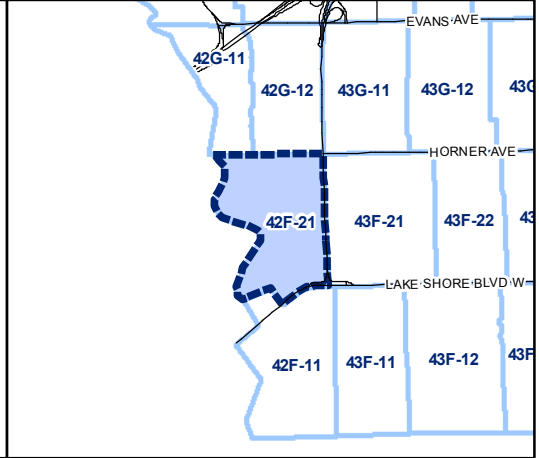 EVANS AVE
42G-11
42G-12 43G-11 43G-12 43G
HORNER AVE
42F-21 43F-21 43F-22 43
LAKE SHORE BLVD W
42F-11 43F-11 43F-12 43F